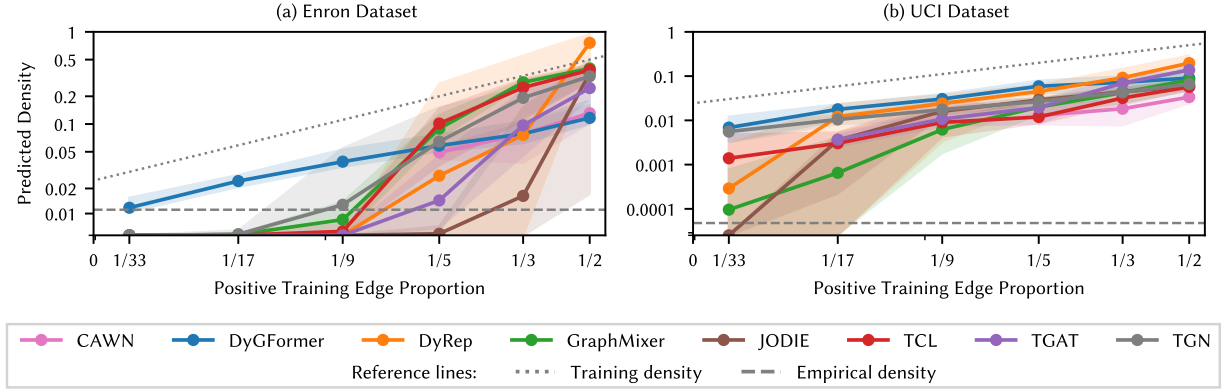 (a) Enron Dataset
Predicted Density
1
0.5
0.2
0.1
0.05
0.02
0.01
0 1/33 1/17 1/9 1/5 1/3 1/2
Positive Training Edge Proportion
(b) UCI Dataset
1
0.1
0.01
0.001
0.0001
0 1/33 1/17 1/9 1/5 1/3 1/2
Positive Training Edge Proportion
CAWN DyGFormer DyRep GraphMixer JODIE TCL TGAT TGN
Reference lines: Training density Empirical density